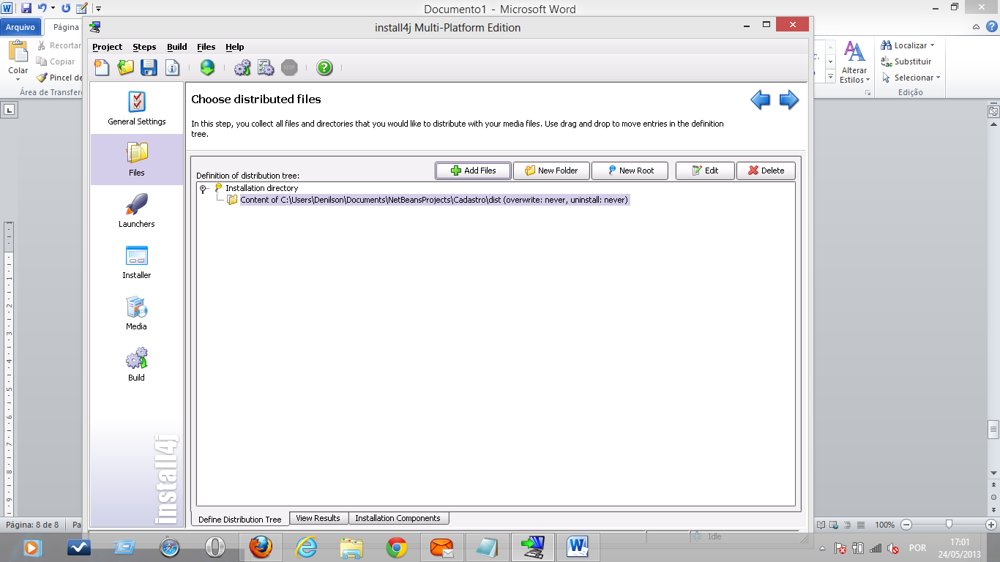 Documento1 - Microsoft Word
Arquivo
Página
Recortar
Copiar
Pincel de
Colar
Área de Transferê
Localizar
Substituir
Selecionar
Alterar
Estilos
Edição
install4j Multi-Platform Edition
Project Steps Build Files Help
STOP
General Settings
Files
Launchers
Installer
Media
Build
install4j
Choose distributed files
In this step, you collect all files and directories that you would like to distribute with your media files. Use drag and drop to move entries in the definition
tree.
Definition of distribution tree:
Add Files
New Folder
New Root
Edit
Delete
Installation directory
Content of C:\Users\Denilson\Documents\NetBeansProjects\Cadastro\dist (overwrite: never, uninstall: never)
Define Distribution Tree
View Results
Installation Components
Idle
Página: 8 de 8
Pa
100%
POR
17:01
24/05/2013